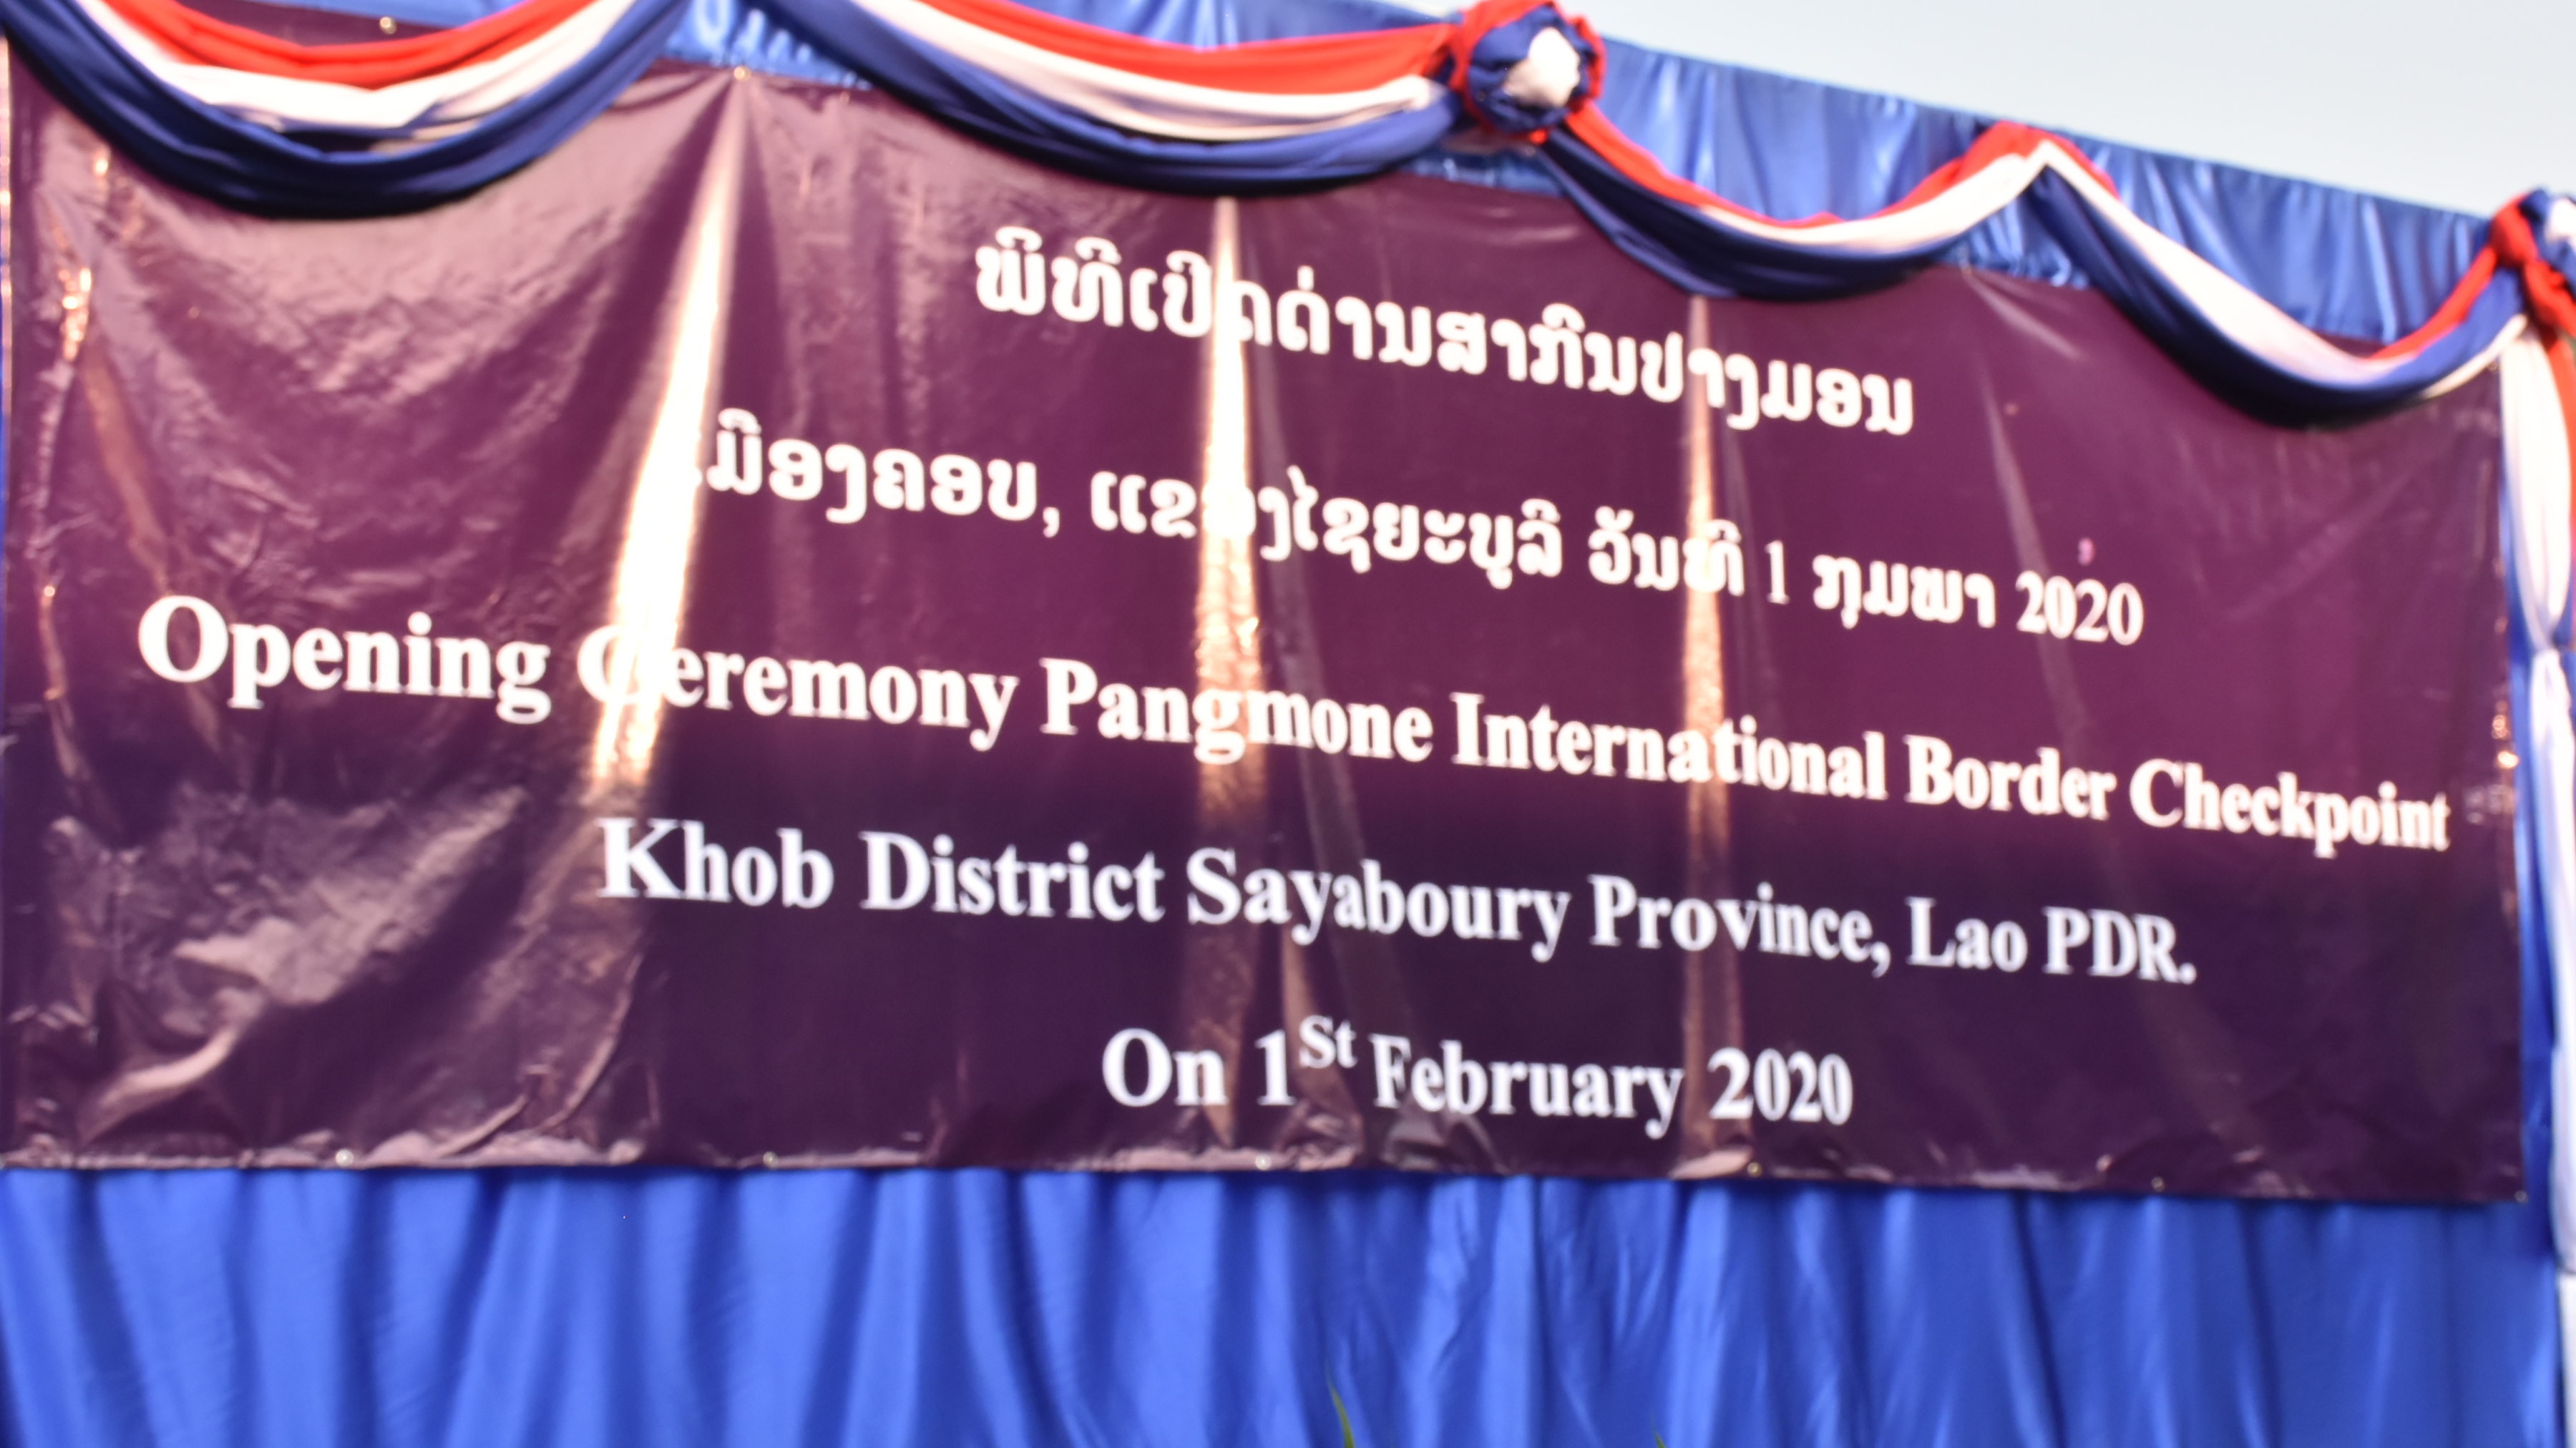 ພິທີເປີດດ່ານສາກົນປາງມອນ
ເມືອງຄອບ, ແຂວງໄຊຍະບູລີ ວັນທີ 1 ກຸມພາ 2020
Opening Ceremony Pangmone International Border Checkpoint
Khob District Sayaboury Province, Lao PDR.
On 1St February 2020